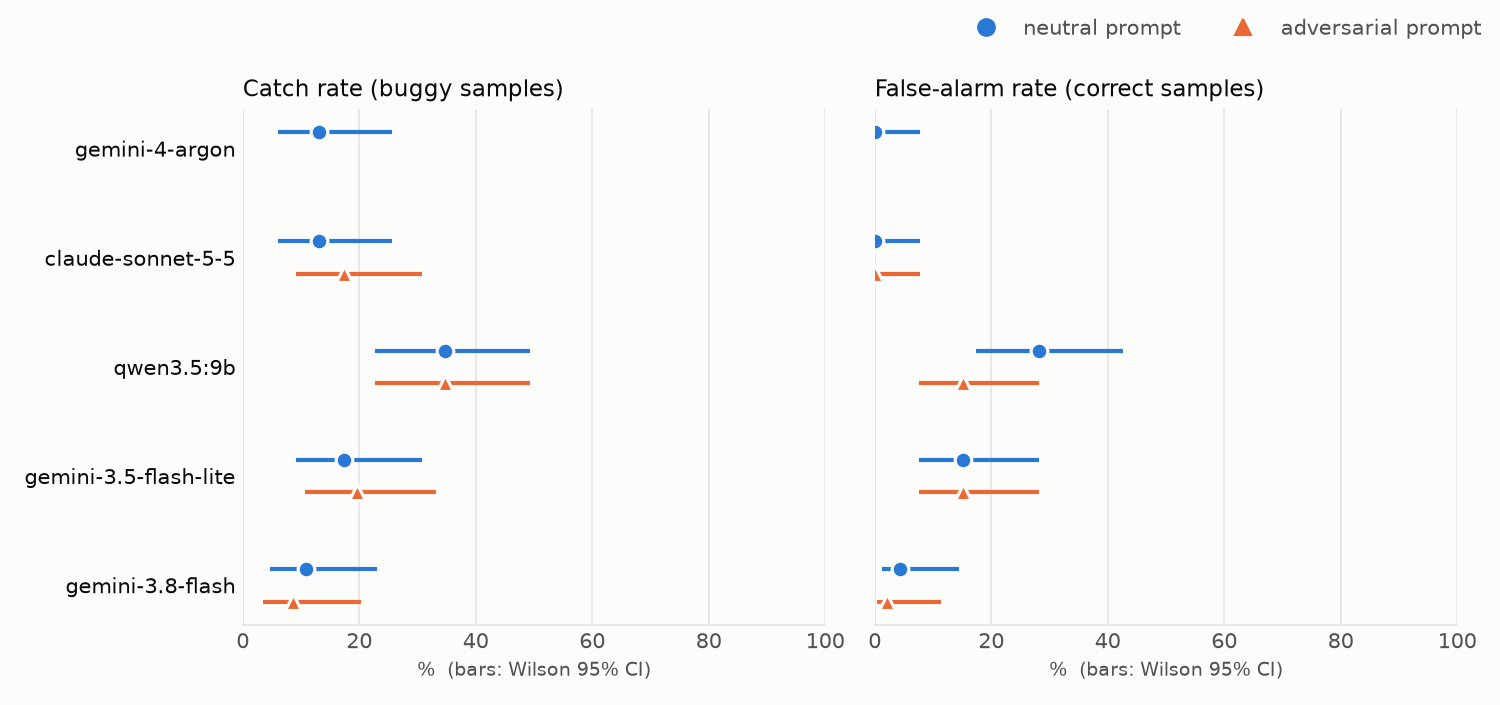 neutral prompt adversarial prompt
Catch rate (buggy samples)
False-alarm rate (correct samples)
gemini-4-argon
claude-sonnet-5-5
qwen3.5:9b
gemini-3.5-flash-lite
gemini-3.8-flash
0 20 40 60 80 100
0 20 40 60 80 100
% (bars: Wilson 95% CI)
% (bars: Wilson 95% CI)